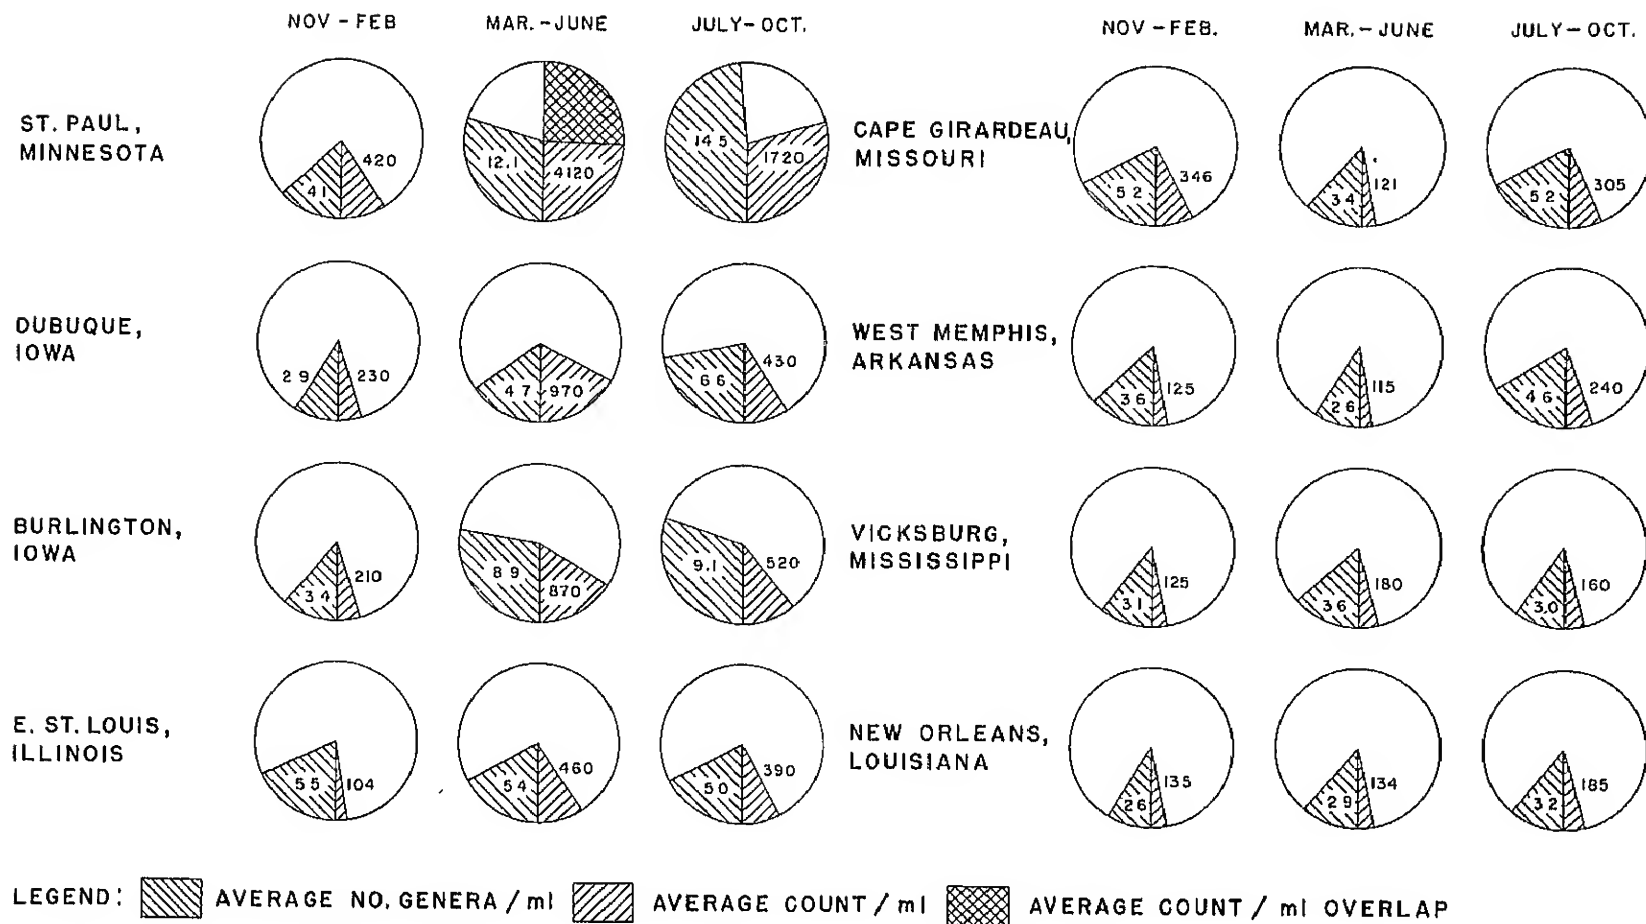 NOV - FEB MAR. - JUNE JULY - OCT. NOV - FEB. MAR. - JUNE JULY - OCT.
ST. PAUL,
MINNESOTA
4 1 420
12.1 4120
14 5 1720
CAPE GIRARDEAU,
MISSOURI
5 2 346
3 4 121
5 2 305
DUBUQUE,
IOWA
2 9 230
4 7 970
6 6 430
WEST MEMPHIS,
ARKANSAS
3 6 125
2 6 115
4 6 240
BURLINGTON,
IOWA
3 4 210
8 9 870
9.1 520
VICKSBURG,
MISSISSIPPI
3 1 125
3 6 180
3.0 160
E. ST. LOUIS,
ILLINOIS
5 5 104
5 4 460
5 0 390
NEW ORLEANS,
LOUISIANA
2 6 135
2 9 134
3 2 185
LEGEND: AVERAGE NO. GENERA / ml AVERAGE COUNT / ml AVERAGE COUNT / ml OVERLAP